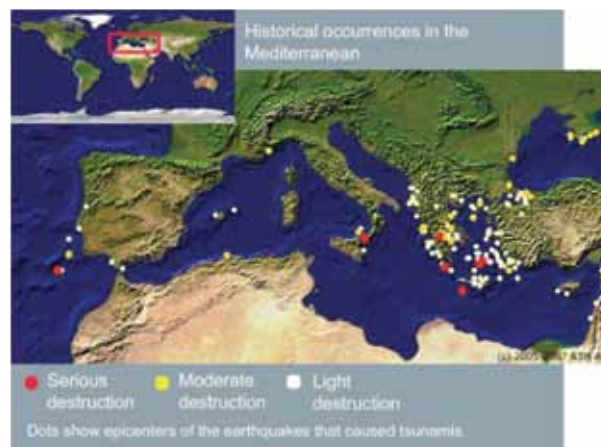 Historical occurrences in the
Mediterranean
(c) 2005
Serious
destruction
Moderate
destruction
Light
destruction
Dots show epicenters of the earthquakes that caused tsunamis.